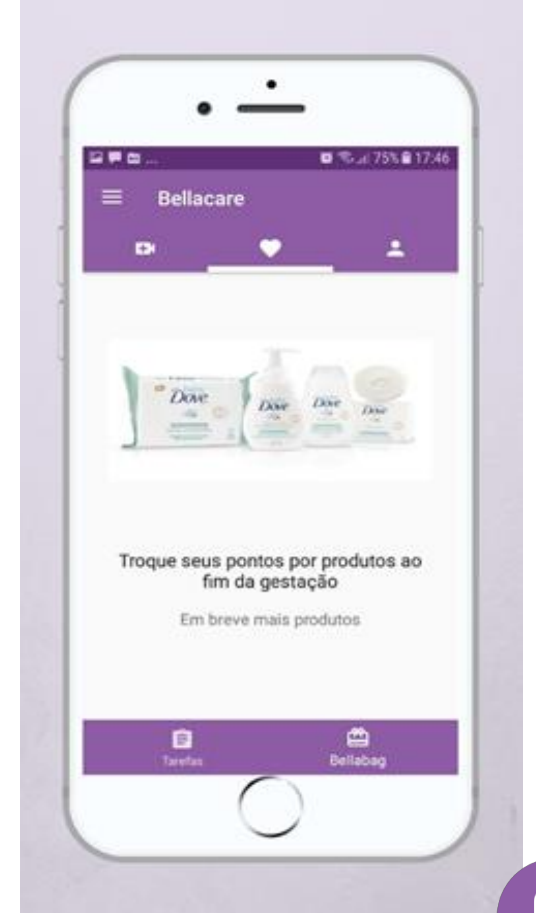 ... 75% 17:46
Bellacare
Dove Dove Dove Dove
Troque seus pontos por produtos ao
fim da gestação
Em breve mais produtos
Tarefas Bellabag